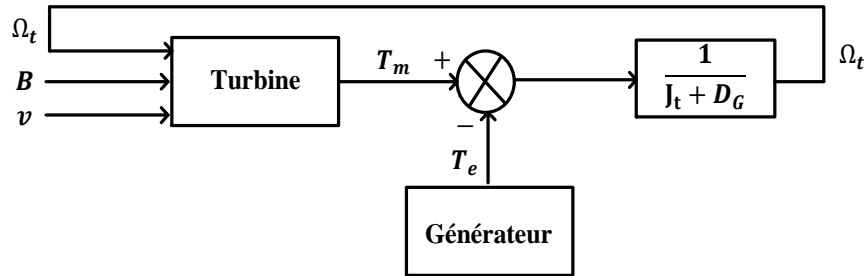 Ω_t
B
v
Turbine
T_m
+
−
T_e
Générateur
1
J_t + D_G
Ω_t